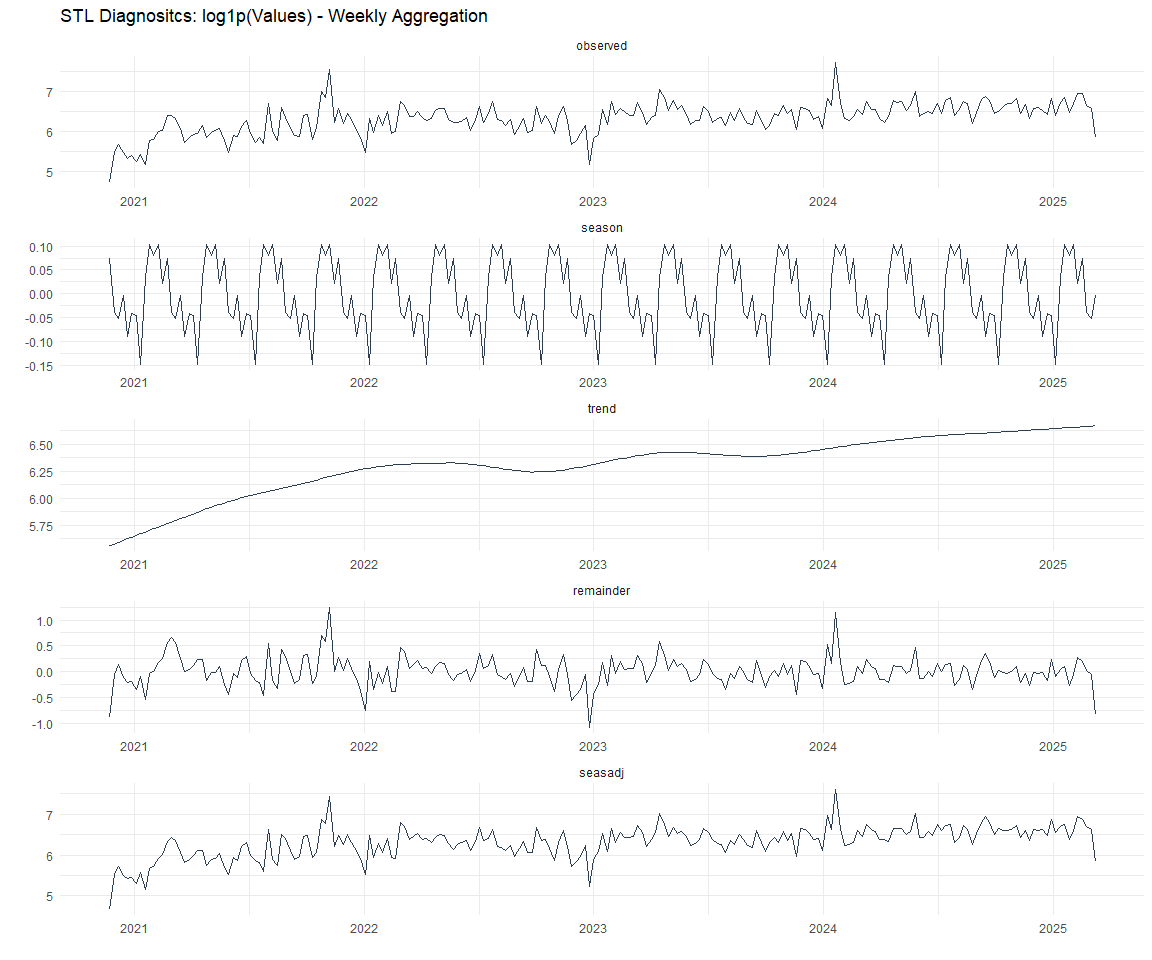 STL Diagnositcs: log1p(Values) - Weekly Aggregation
observed
7
6
5
2021 2022 2023 2024 2025
season
0.10
0.05
0.00
-0.05
-0.10
-0.15
2021 2022 2023 2024 2025
trend
6.50
6.25
6.00
5.75
2021 2022 2023 2024 2025
remainder
1.0
0.5
0.0
-0.5
-1.0
2021 2022 2023 2024 2025
seasadj
7
6
5
2021 2022 2023 2024 2025